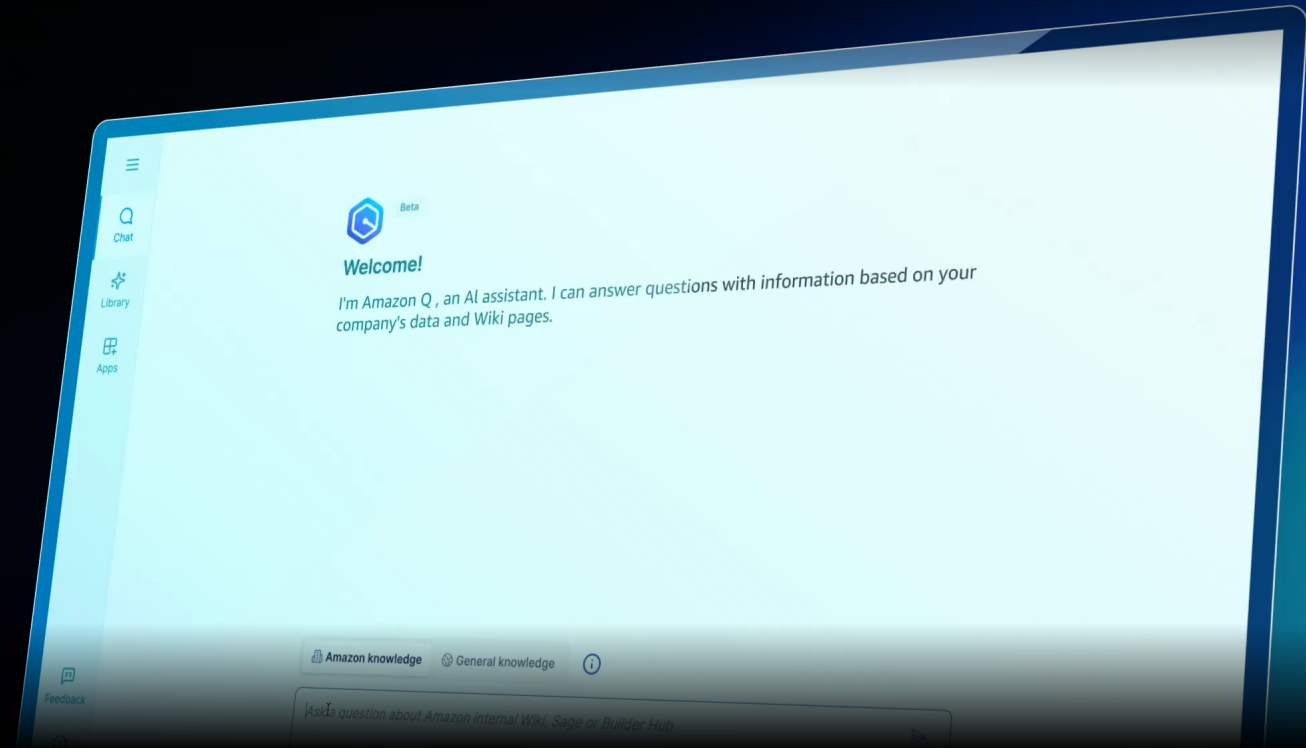 Chat
Library
Apps
Beta
Welcome!
I'm Amazon Q , an AI assistant. I can answer questions with information based on your
company's data and Wiki pages.
Amazon knowledge
General knowledge
Feedback
Ask a question about Amazon internal Wiki, Sage or Builder Hub